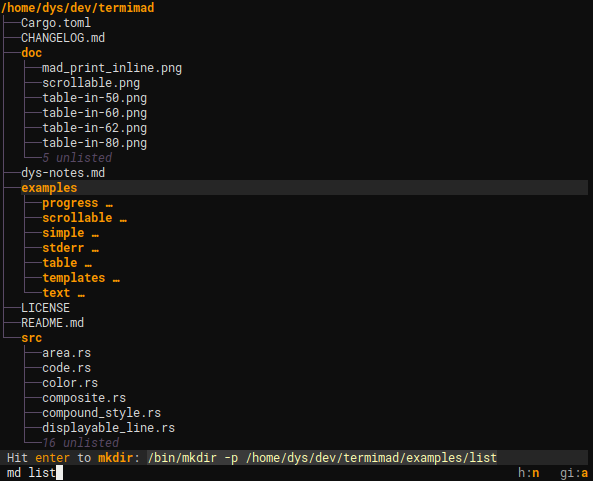 /home/dys/dev/termimad
Cargo.toml
CHANGELOG.md
doc
mad_print_inline.png
scrollable.png
table-in-50.png
table-in-60.png
table-in-62.png
table-in-80.png
5 unlisted
dys-notes.md
examples
progress …
scrollable …
simple …
stderr …
table …
templates …
text …
LICENSE
README.md
src
area.rs
code.rs
color.rs
composite.rs
compound_style.rs
displayable_line.rs
16 unlisted
Hit enter to mkdir: /bin/mkdir -p /home/dys/dev/termimad/examples/list
md list h:n gi:a